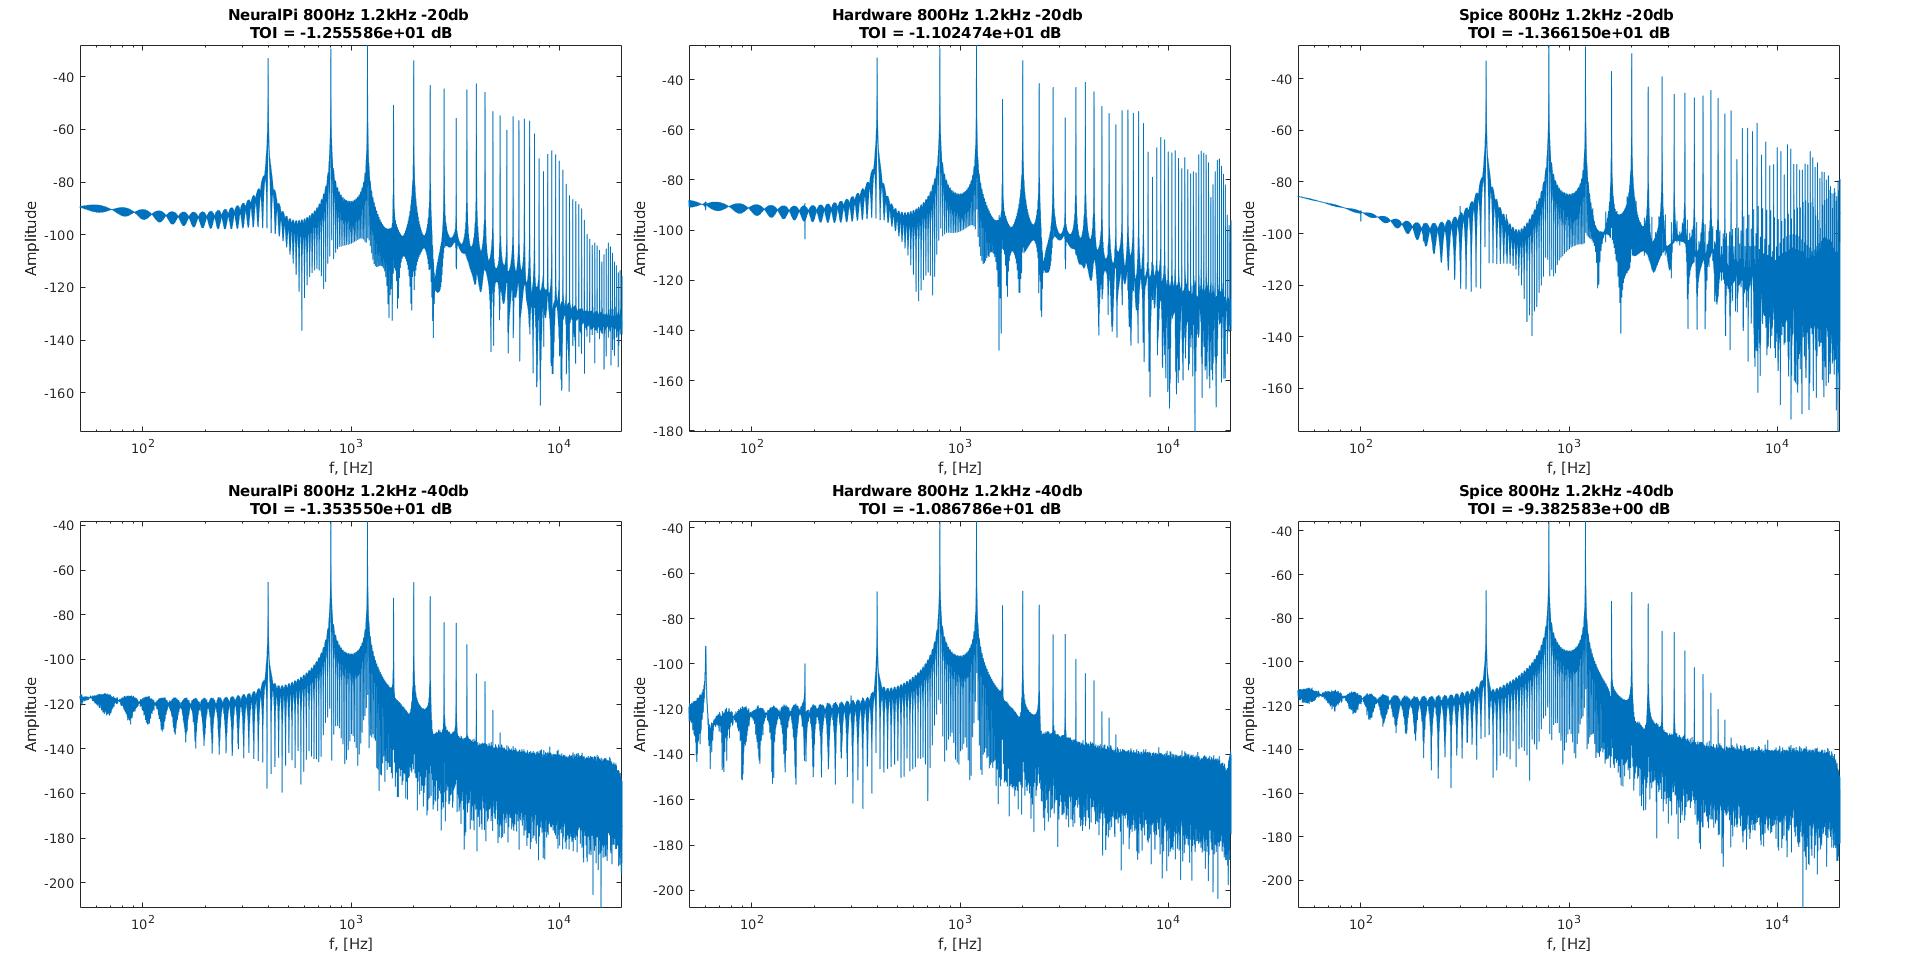 NeuralPi 800Hz 1.2kHz -20db
TOI = -1.255586e+01 dB
-40
-60
-80
-100
-120
-140
-160
Amplitude
10²
10³
10⁴
f, [Hz]
Hardware 800Hz 1.2kHz -20db
TOI = -1.102474e+01 dB
-40
-60
-80
-100
-120
-140
-160
-180
Amplitude
10²
10³
10⁴
f, [Hz]
Spice 800Hz 1.2kHz -20db
TOI = -1.366150e+01 dB
-40
-60
-80
-100
-120
-140
-160
Amplitude
10²
10³
10⁴
f, [Hz]
NeuralPi 800Hz 1.2kHz -40db
TOI = -1.353550e+01 dB
-40
-60
-80
-100
-120
-140
-160
-180
-200
Amplitude
10²
10³
10⁴
f, [Hz]
Hardware 800Hz 1.2kHz -40db
TOI = -1.086786e+01 dB
-40
-60
-80
-100
-120
-140
-160
-180
-200
Amplitude
10²
10³
10⁴
f, [Hz]
Spice 800Hz 1.2kHz -40db
TOI = -9.382583e+00 dB
-40
-60
-80
-100
-120
-140
-160
-180
-200
Amplitude
10²
10³
10⁴
f, [Hz]